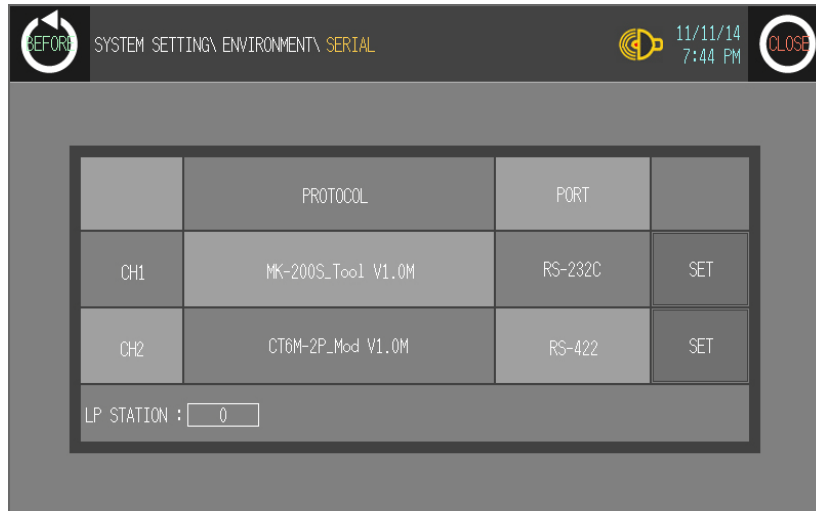 BEFORE SYSTEM SETTING\ ENVIRONMENT\ SERIAL 11/11/14 CLOSE
7:44 PM
PROTOCOL PORT
CH1 MK-200S_Tool V1.0M RS-232C SET
CH2 CT6M-2P_Mod V1.0M RS-422 SET
LP STATION : 0